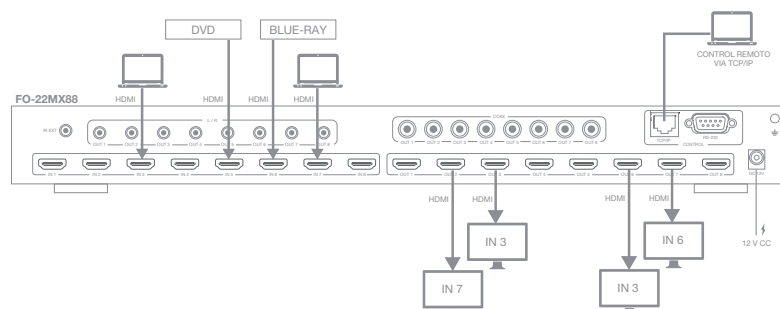 DVD
BLUE-RAY
CONTROL REMOTO
VIA TCP/IP
FO-22MX88
HDMI
HDMI
HDMI
HDMI
L / R
COAX
IR EXT
OUT 1
OUT 2
OUT 3
OUT 4
OUT 5
OUT 6
OUT 7
OUT 8
OUT 1
OUT 2
OUT 3
OUT 4
OUT 5
OUT 6
OUT 7
OUT 8
TCP/IP
RS-232
CONTROL
IN 1
IN 2
IN 3
IN 4
IN 5
IN 6
IN 7
IN 8
OUT 1
OUT 2
OUT 3
OUT 4
OUT 6
OUT 7
OUT 8
DC 12V
HDMI
HDMI
HDMI
HDMI
IN 3
IN 6
12 V CC
IN 7
IN 3